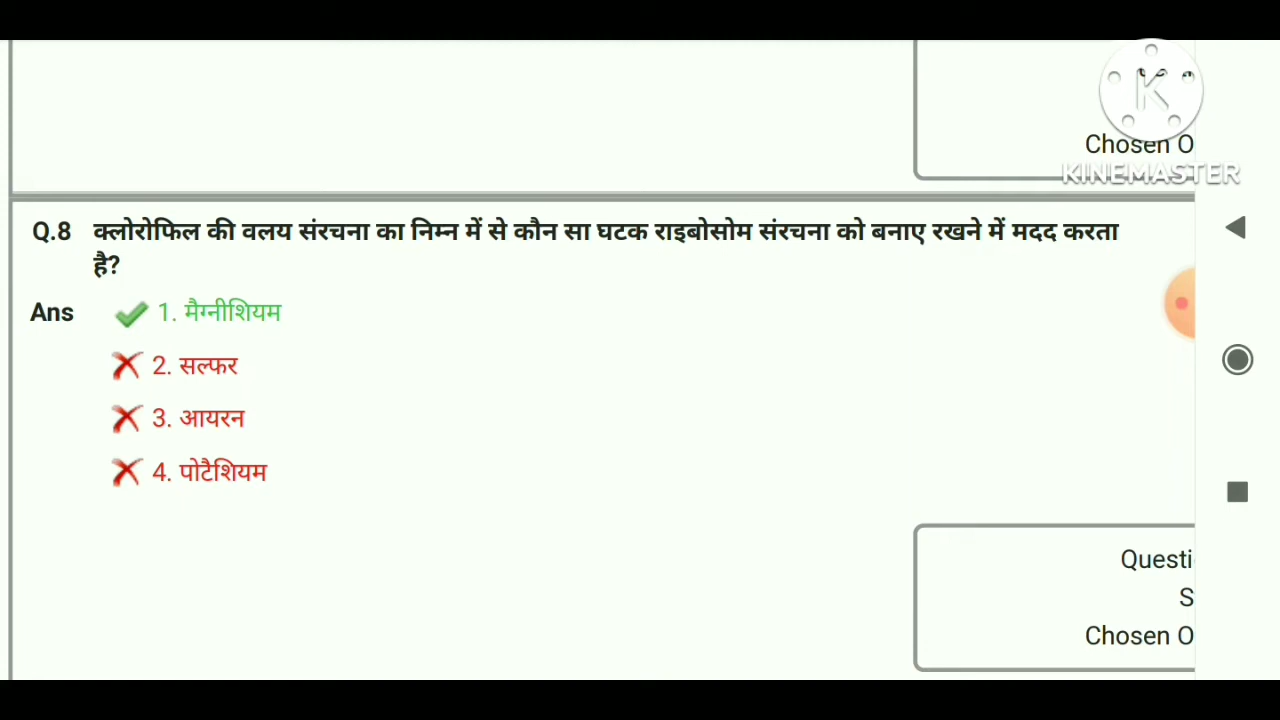 Chosen O
KINEMASTER
Q.8 क्लोरोफिल की वलय संरचना का निम्न में से कौन सा घटक राइबोसोम संरचना को बनाए रखने में मदद करता
है?
Ans 1. मैग्नीशियम
2. सल्फर
3. आयरन
4. पोटैशियम
Questi
S
Chosen O